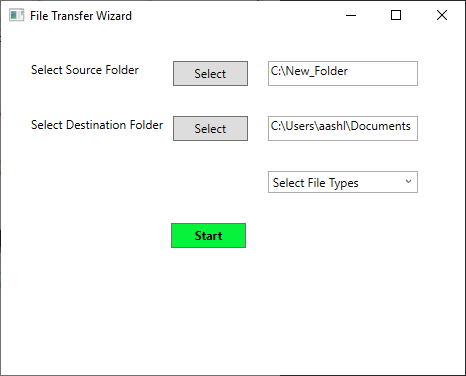 File Transfer Wizard
Select Source Folder Select C:\New_Folder
Select Destination Folder Select C:\Users\aashl\Documents
Select File Types
Start